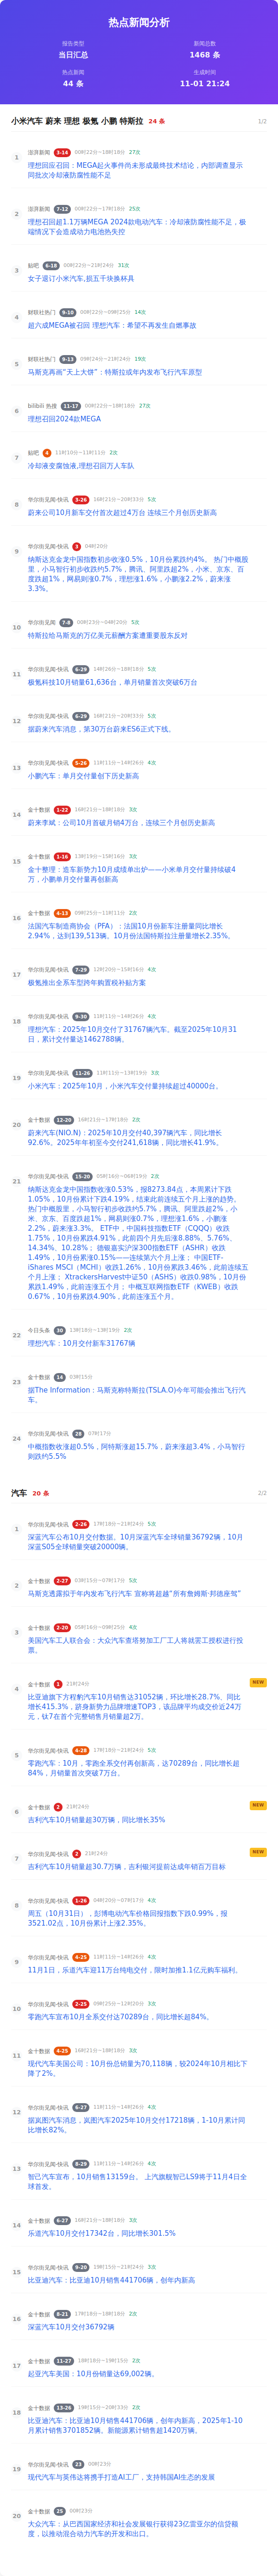 热点新闻分析
报告类型
新闻总数
当日汇总
1468 条
热点新闻
生成时间
44 条
11-01 21:24
小米汽车 蔚来 理想 极氪 小鹏 特斯拉 24 条
1/2
1
澎湃新闻 3-14 00时22分~18时18分 27次
理想回应召回：MEGA起火事件尚未形成最终技术结论，内部调查显示
同批次冷却液防腐性能不足
2
澎湃新闻 7-12 00时22分~17时18分 25次
理想召回超1.1万辆MEGA 2024款电动汽车：冷却液防腐性能不足，极
端情况下会造成动力电池热失控
3
贴吧 6-18 00时22分~21时24分 31次
女子退订小米汽车,损五千块换杯具
4
财联社热门 9-10 00时22分~09时25分 14次
超六成MEGA被召回 理想汽车：希望不再发生自燃事故
5
财联社热门 9-13 09时24分~21时24分 19次
马斯克再画“天上大饼”：特斯拉或年内发布飞行汽车原型
6
bilibili 热搜 11-17 00时22分~18时18分 27次
理想召回2024款MEGA
7
贴吧 4 11时10分~11时11分 2次
冷却液变腐蚀液,理想召回万人车队
8
华尔街见闻-快讯 3-26 16时21分~20时33分 5次
蔚来公司10月新车交付首次超过4万台 连续三个月创历史新高
9
华尔街见闻-快讯 3 04时20分
纳斯达克金龙中国指数初步收涨0.5%，10月份累跌约4%。 热门中概股
里，小马智行初步收跌约5.7%，腾讯、阿里跌超2%，小米、京东、百
度跌超1%，网易则涨0.7%，理想涨1.6%，小鹏涨2.2%，蔚来涨
3.3%。
10
华尔街见闻 7-8 00时23分~04时20分 5次
特斯拉给马斯克的万亿美元薪酬方案遭重要股东反对
11
华尔街见闻-快讯 6-29 14时26分~18时18分 5次
极氪科技10月销量61,636台，单月销量首次突破6万台
12
华尔街见闻-快讯 6-29 16时21分~20时33分 5次
据蔚来汽车消息，第30万台蔚来ES6正式下线。
13
华尔街见闻-快讯 5-26 11时11分~14时26分 4次
小鹏汽车：单月交付量创下历史新高
14
金十数据 1-22 16时21分~18时18分 3次
蔚来李斌：公司10月首破月销4万台，连续三个月创历史新高
15
金十数据 1-16 13时19分~15时16分 3次
金十整理：造车新势力10月成绩单出炉——小米单月交付量持续破4
万，小鹏单月交付量再创新高
16
金十数据 4-13 09时25分~11时11分 2次
法国汽车制造商协会（PFA）：法国10月份新车注册量同比增长
2.94%，达到139,513辆。10月份法国特斯拉注册量增长2.35%。
17
华尔街见闻-快讯 7-29 12时20分~15时16分 4次
极氪推出全系车型跨年购置税补贴方案
18
华尔街见闻-快讯 9-30 11时11分~14时26分 4次
理想汽车：2025年10月交付了31767辆汽车。截至2025年10月31
日，累计交付量达1462788辆。
19
华尔街见闻-快讯 11-26 11时11分~13时19分 3次
小米汽车：2025年10月，小米汽车交付量持续超过40000台。
20
金十数据 12-20 16时21分~17时18分 2次
蔚来汽车(NIO.N)：2025年10月交付40,397辆汽车，同比增长
92.6%。2025年年初至今交付241,618辆，同比增长41.9%。
21
华尔街见闻-快讯 15-20 05时16分~06时19分 2次
纳斯达克金龙中国指数收涨0.53%，报8273.84点，本周累计下跌
1.05%，10月份累计下跌4.19%，结束此前连续四个月上涨的趋势。
热门中概股里，小马智行初步收跌约5.7%，腾讯、阿里跌超2%，小
米、京东、百度跌超1%，网易则涨0.7%，理想涨1.6%，小鹏涨
2.2%，蔚来涨3.3%。 ETF中，中国科技指数ETF（CQQQ）收跌
1.75%，10月份累跌4.91%，此前四个月先后涨8.88%、5.76%、
14.34%、10.28%； 德银嘉实沪深300指数ETF（ASHR）收跌
1.49%，10月份累涨0.15%——连续第六个月上涨； 中国ETF-
iShares MSCI（MCHI）收跌1.26%，10月份累跌3.46%，此前连续五
个月上涨； XtrackersHarvest中证50（ASHS）收跌0.98%，10月份
累跌1.49%，此前连涨五个月； 中概互联网指数ETF（KWEB）收跌
0.67%，10月份累跌4.90%，此前连涨五个月。
22
今日头条 30 13时18分~13时19分 2次
理想汽车：10月交付新车31767辆
23
金十数据 14 03时15分
据The Information：马斯克称特斯拉(TSLA.O)今年可能会推出飞行汽
车。
24
华尔街见闻-快讯 28 07时17分
中概指数收涨超0.5%，阿特斯涨超15.7%，蔚来涨超3.4%，小马智行
则跌约5.5%
汽车 20 条
2/2
1
华尔街见闻-快讯 2-26 17时18分~21时24分 5次
深蓝汽车公布10月交付数据。10月深蓝汽车全球销量36792辆，10月
深蓝S05全球销量突破20000辆。
2
金十数据 2-27 03时15分~07时17分 5次
马斯克透露拟于年内发布飞行汽车 宣称将超越“所有詹姆斯·邦德座驾”
3
金十数据 2-20 05时16分~09时25分 4次
美国汽车工人联合会：大众汽车查塔努加工厂工人将就罢工授权进行投
票。
4
金十数据 1 21时24分
NEW
比亚迪旗下方程豹汽车10月销售达31052辆，环比增长28.7%、同比
增长415.3%，跻身新势力品牌增速TOP3，该品牌平均成交价近24万
元，钛7在首个完整销售月销量超2万。
5
华尔街见闻-快讯 6-28 17时18分~21时24分 5次
零跑汽车：10月，零跑全系交付再创新高，达70289台，同比增长超
84%，月销量首次突破7万台。
6
金十数据 2 21时24分
NEW
吉利汽车10月销量超30万辆，同比增长35%
7
华尔街见闻-快讯 2 21时24分
NEW
吉利汽车10月销量超30.7万辆，吉利银河提前达成年销百万目标
8
华尔街见闻-快讯 1-26 04时20分~07时17分 4次
周五（10月31日），彭博电动汽车价格回报指数下跌0.99%，报
3521.02点，10月份累计上涨2.35%。
9
华尔街见闻-快讯 4-25 11时11分~14时26分 4次
11月1日，乐道汽车迎11万台纯电交付，限时加推1.1亿元购车福利。
10
华尔街见闻-快讯 2-25 09时25分~12时20分 3次
零跑汽车宣布10月全系交付达70289台，同比增长超84%。
11
金十数据 4-25 16时21分~18时18分 3次
现代汽车美国公司：10月份总销量为70,118辆，较2024年10月相比下
降了2%。
12
华尔街见闻-快讯 6-27 11时11分~14时26分 4次
据岚图汽车消息，岚图汽车2025年10月交付17218辆，1-10月累计同
比增长82%。
13
华尔街见闻-快讯 8-29 11时11分~14时26分 4次
智己汽车宣布，10月销售13159台。 上汽旗舰智己LS9将于11月4日全
球首发。
14
金十数据 6-27 16时21分~18时18分 3次
乐道汽车10月交付17342台，同比增长301.5%
15
华尔街见闻-快讯 9-20 19时15分~21时24分 3次
比亚迪汽车：比亚迪10月销售441706辆，创年内新高
16
金十数据 8-21 17时18分~18时18分 2次
深蓝汽车10月交付36792辆
17
金十数据 11-27 18时18分~19时15分 2次
起亚汽车美国：10月份销量达69,002辆。
18
金十数据 13-26 19时15分~20时33分 2次
比亚迪汽车：比亚迪10月销售441706辆，创年内新高，2025年1-10
月累计销售3701852辆。新能源累计销售超1420万辆。
19
华尔街见闻-快讯 23 00时23分
现代汽车与英伟达将携手打造AI工厂，支持韩国AI生态的发展
20
金十数据 25 00时23分
大众汽车：从巴西国家经济和社会发展银行获得23亿雷亚尔的信贷额
度，以推动混合动力汽车的开发和出口。